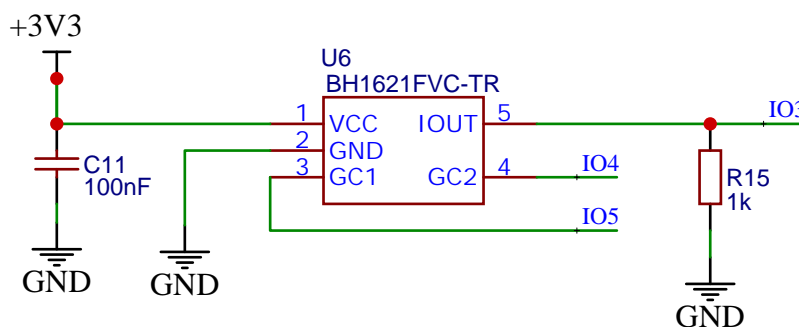 +3V3
U6
BH1621FVC-TR
1 VCC IOUT 5 IO3
2 GND
3 GC1 GC2 4 IO4
C11
100nF
R15
1k
IO5
GND
GND
GND